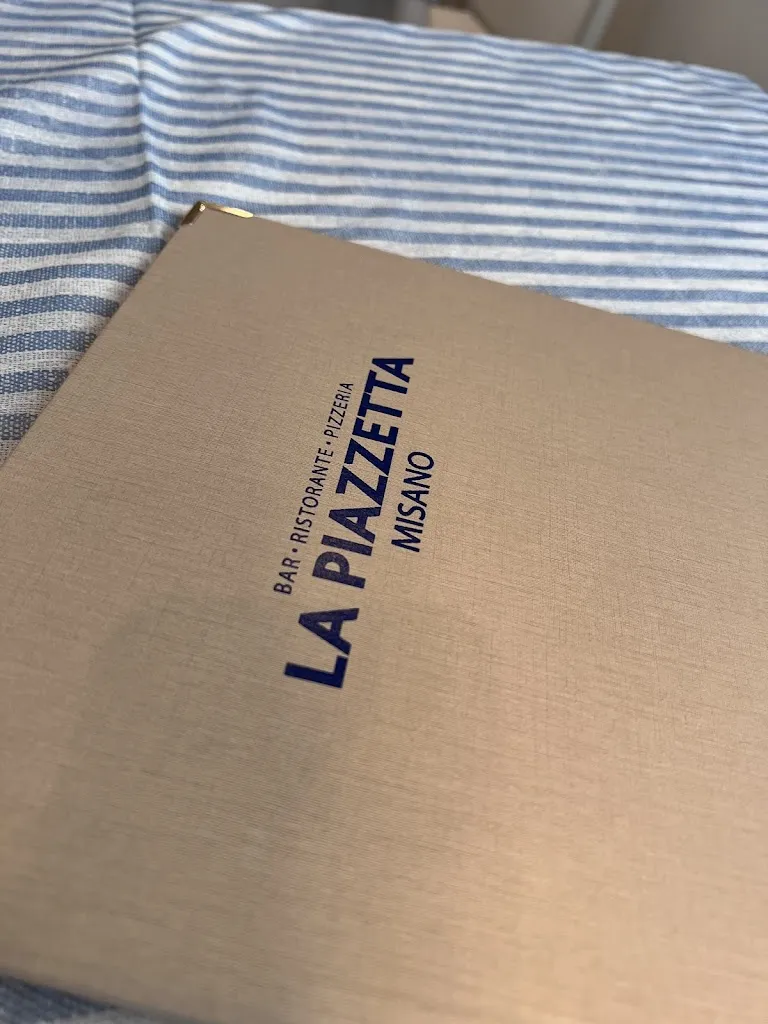 BAR · RISTORANTE · PIZZERIA
LA PIAZZETTA
MISANO